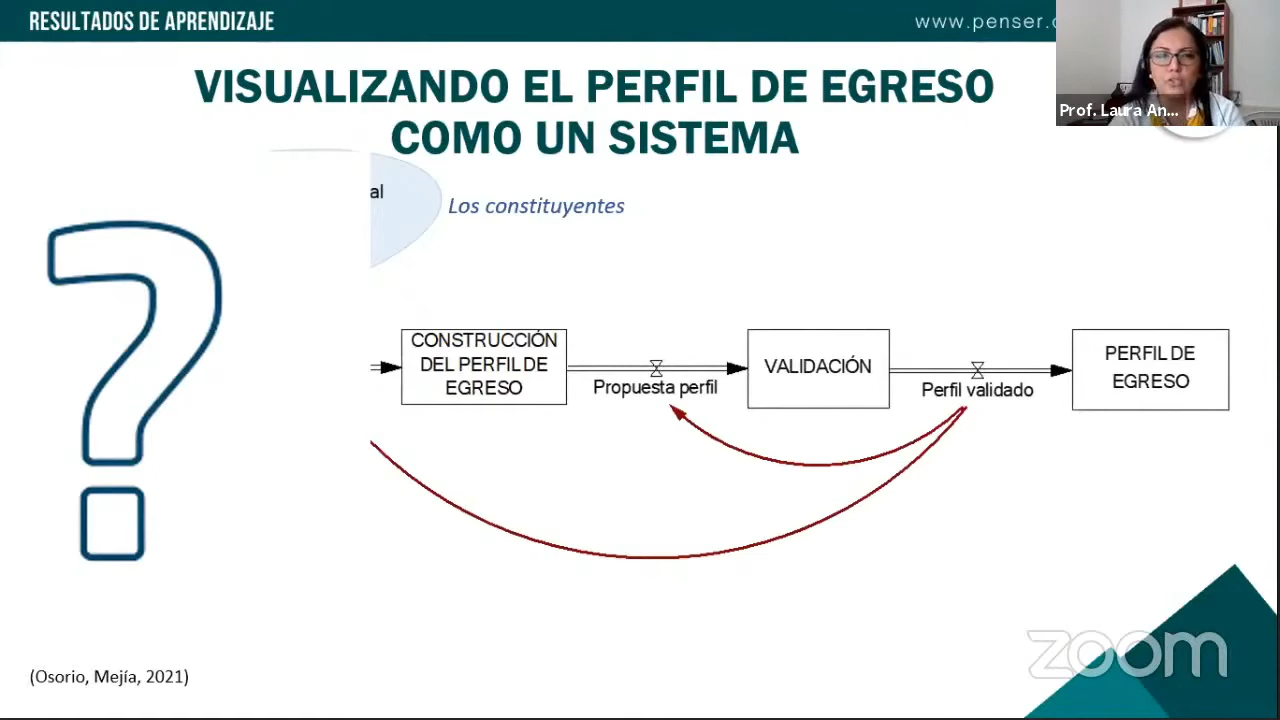 RESULTADOS DE APRENDIZAJE
www.penser.
Prof. Laura An...
VISUALIZANDO EL PERFIL DE EGRESO
COMO UN SISTEMA
al
Los constituyentes
CONSTRUCCIÓN
DEL PERFIL DE
EGRESO
Propuesta perfil
VALIDACIÓN
Perfil validado
PERFIL DE
EGRESO
zoom
(Osorio, Mejía, 2021)